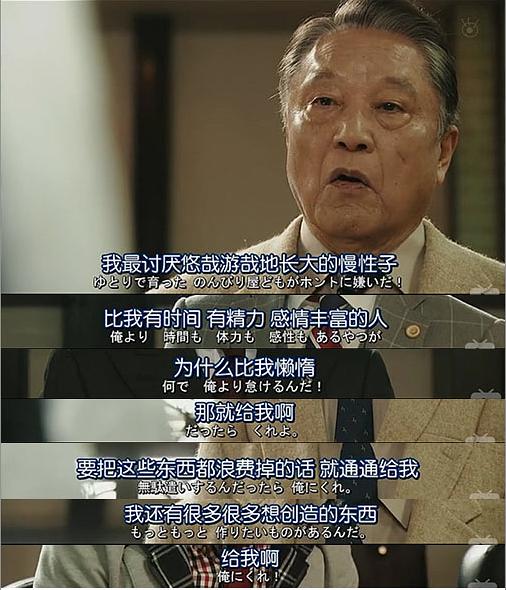 我最讨厌悠哉游哉地长大的慢性子
ゆとりで育った のんびり屋どもがホントに嫌いだ!
比我有时间 有精力 感情丰富的人
俺より 時間も 体力も 感性も あるやつが
为什么比我懒惰
何で 俺より怠けるんだ!
那就给我啊
だったら くれよ。
要把这些东西都浪费掉的话 就通通给我
無駄遣いするんだったら 俺にくれ。
我还有很多很多想创造的东西
もっともっと 作りたいものがあるんだ。
给我啊
俺にくれ!